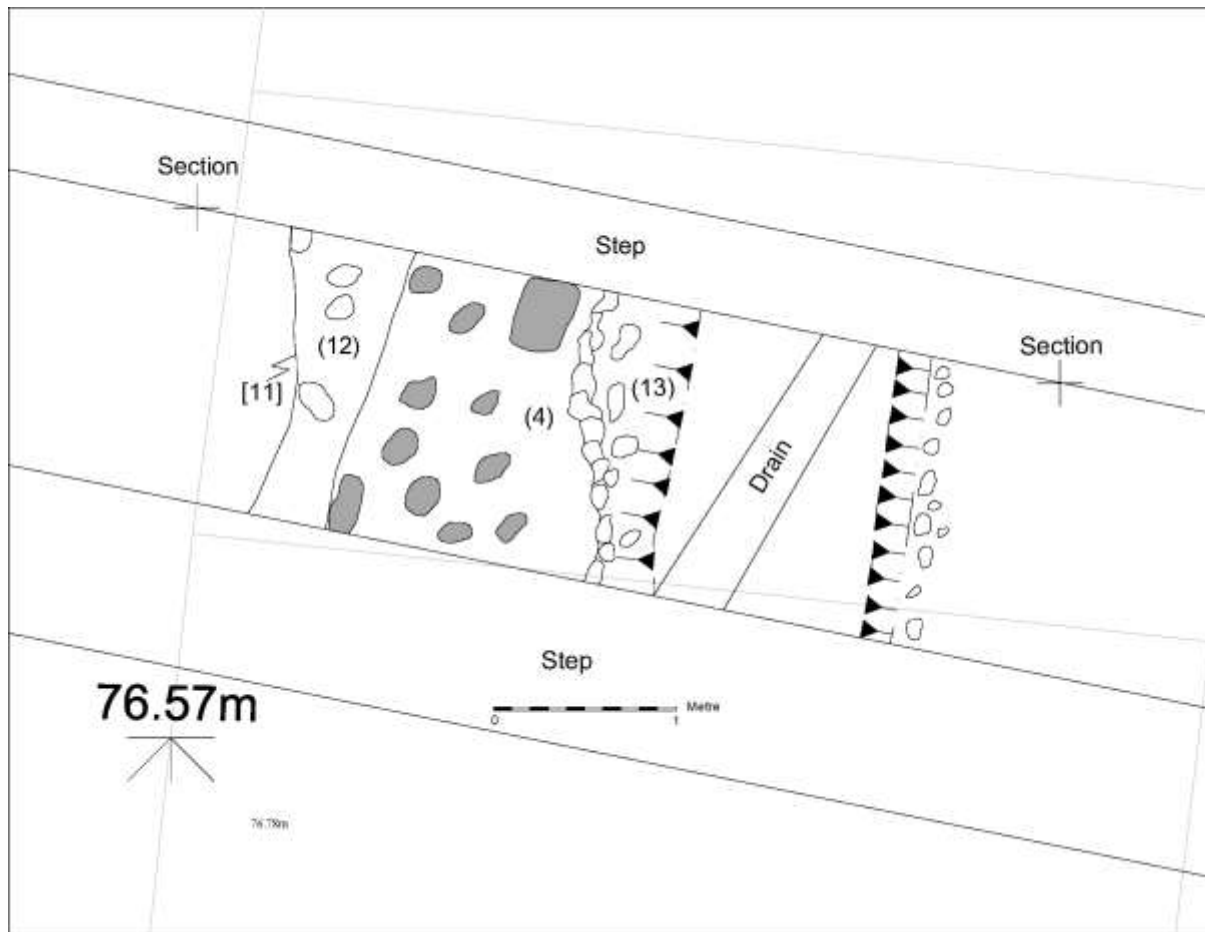 Section
Step
Section
(12)
[11]
(13)
(4)
Drain
Step
76.57m
0
1
Metre
76.78m